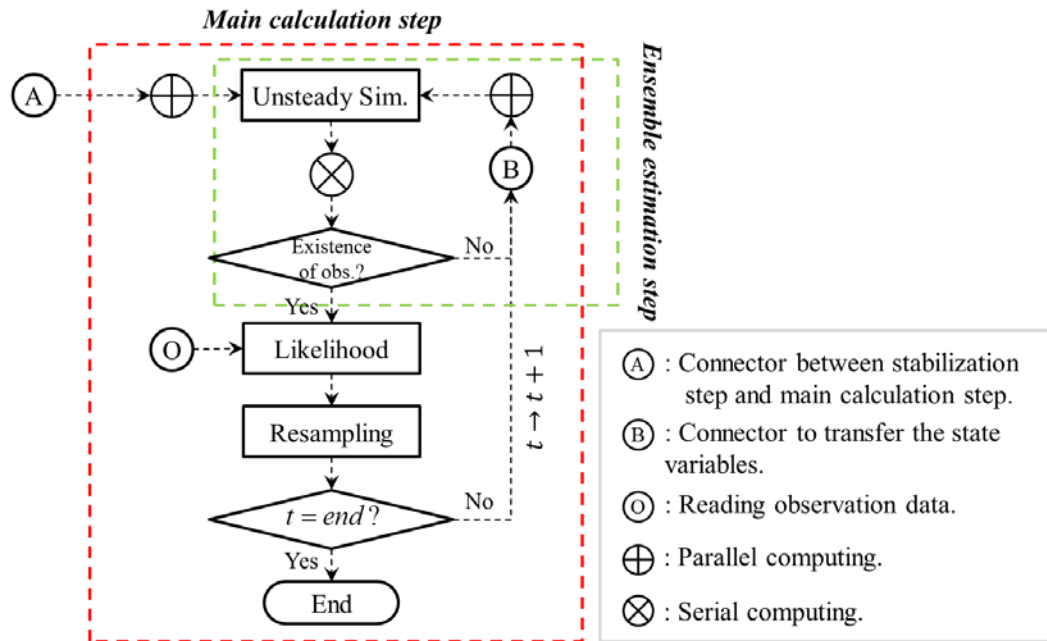 Main calculation step
Ensemble estimation step
A
Unsteady Sim.
B
Existence
of obs.?
No
Yes
O
Likelihood
Resampling
t → t + 1
t = end ?
No
Yes
End
A : Connector between stabilization
step and main calculation step.
B : Connector to transfer the state
variables.
O : Reading observation data.
⊕ : Parallel computing.
⊗ : Serial computing.